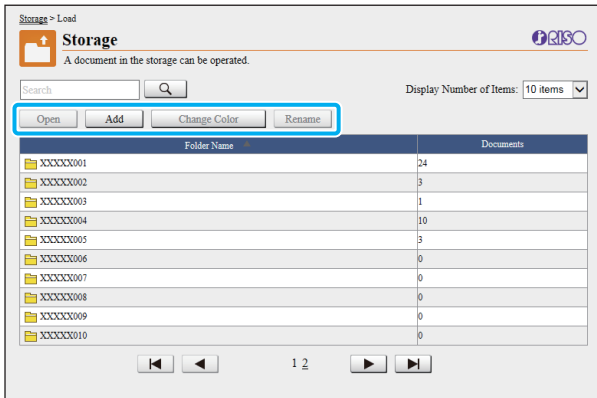 Storage > Load
Storage
RISO
A document in the storage can be operated.
Search
Display Number of Items: 10 items
Open Add Change Color Rename
Folder Name Documents
XXXXX001 24
XXXXX002 3
XXXXX003 1
XXXXX004 10
XXXXX005 3
XXXXX006 0
XXXXX007 0
XXXXX008 0
XXXXX009 0
XXXXX010 0
1 2